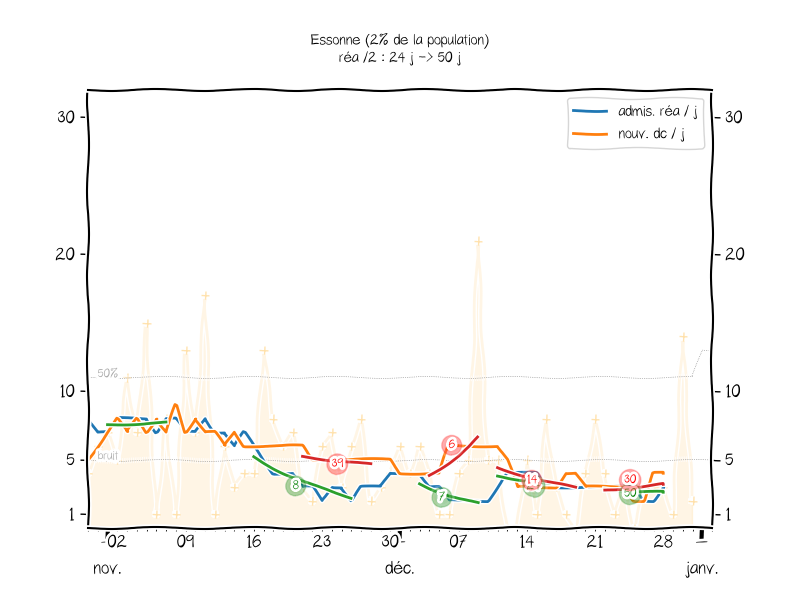 Essonne (2% de la population)
réa /2 : 24 j -> 50 j
admis. réa / j
nouv. dc / j
30 30
20 20
10 10
5 5
1 1
50%
bruit
8 39 7 6 14 30 50
02 09 16 23 30 07 14 21 28
nov. déc. janv.